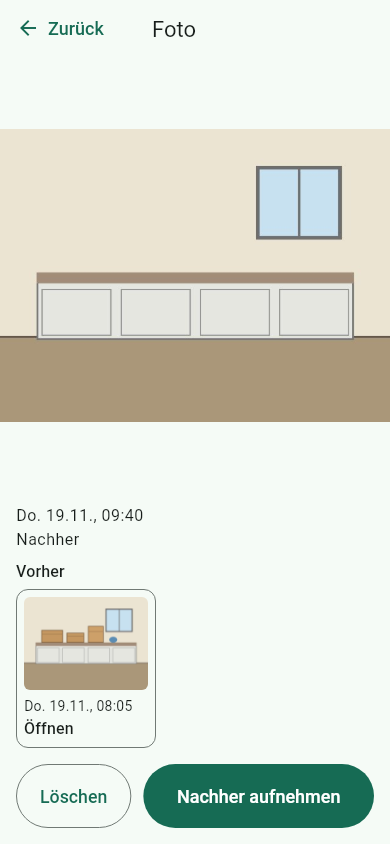 Zurück
Foto
Do. 19.11., 09:40
Nachher
Vorher
Do. 19.11., 08:05
Öffnen
Löschen
Nachher aufnehmen